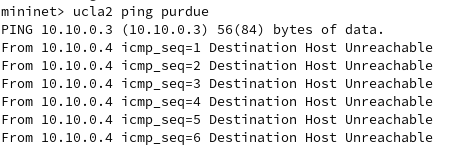 mininet> ucla2 ping purdue
PING 10.10.0.3 (10.10.0.3) 56(84) bytes of data.
From 10.10.0.4 icmp_seq=1 Destination Host Unreachable
From 10.10.0.4 icmp_seq=2 Destination Host Unreachable
From 10.10.0.4 icmp_seq=3 Destination Host Unreachable
From 10.10.0.4 icmp_seq=4 Destination Host Unreachable
From 10.10.0.4 icmp_seq=5 Destination Host Unreachable
From 10.10.0.4 icmp_seq=6 Destination Host Unreachable